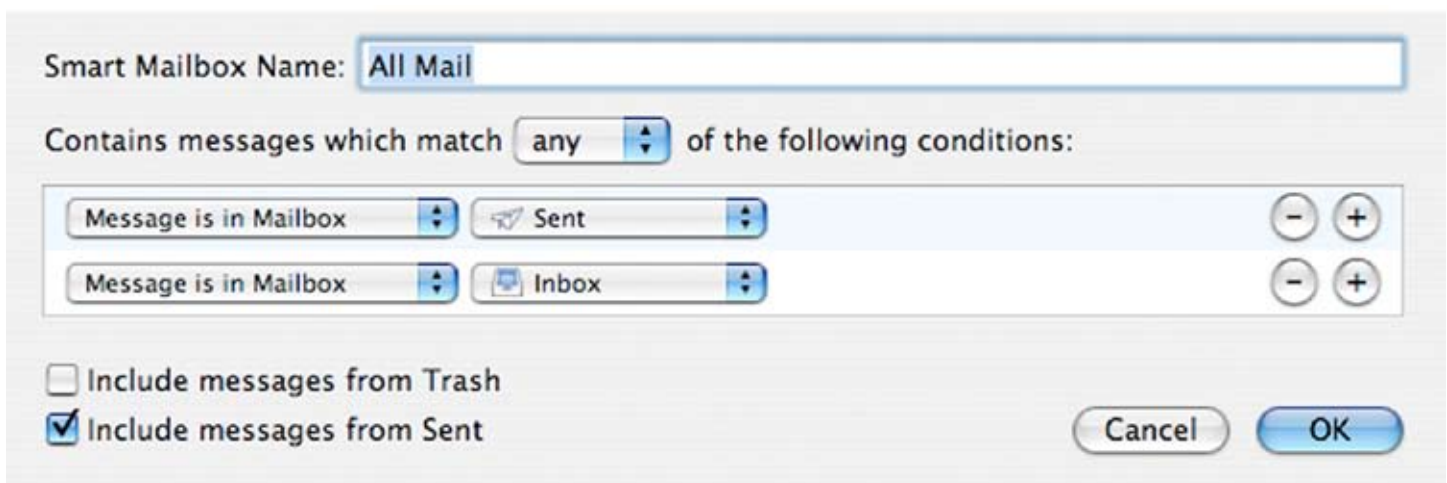 Smart Mailbox Name: All Mail
Contains messages which match any of the following conditions:
Message is in Mailbox Sent
Message is in Mailbox Inbox
Include messages from Trash
Include messages from Sent
Cancel OK